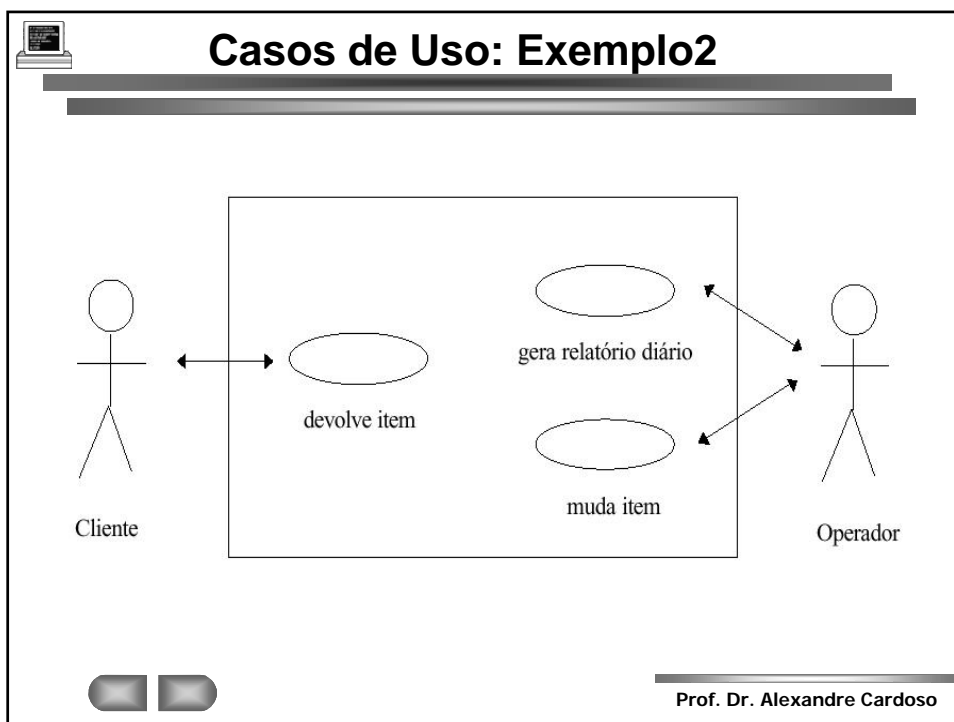 Casos de Uso: Exemplo2
gera relatório diário
devolve item
muda item
Cliente
Operador
Prof. Dr. Alexandre Cardoso